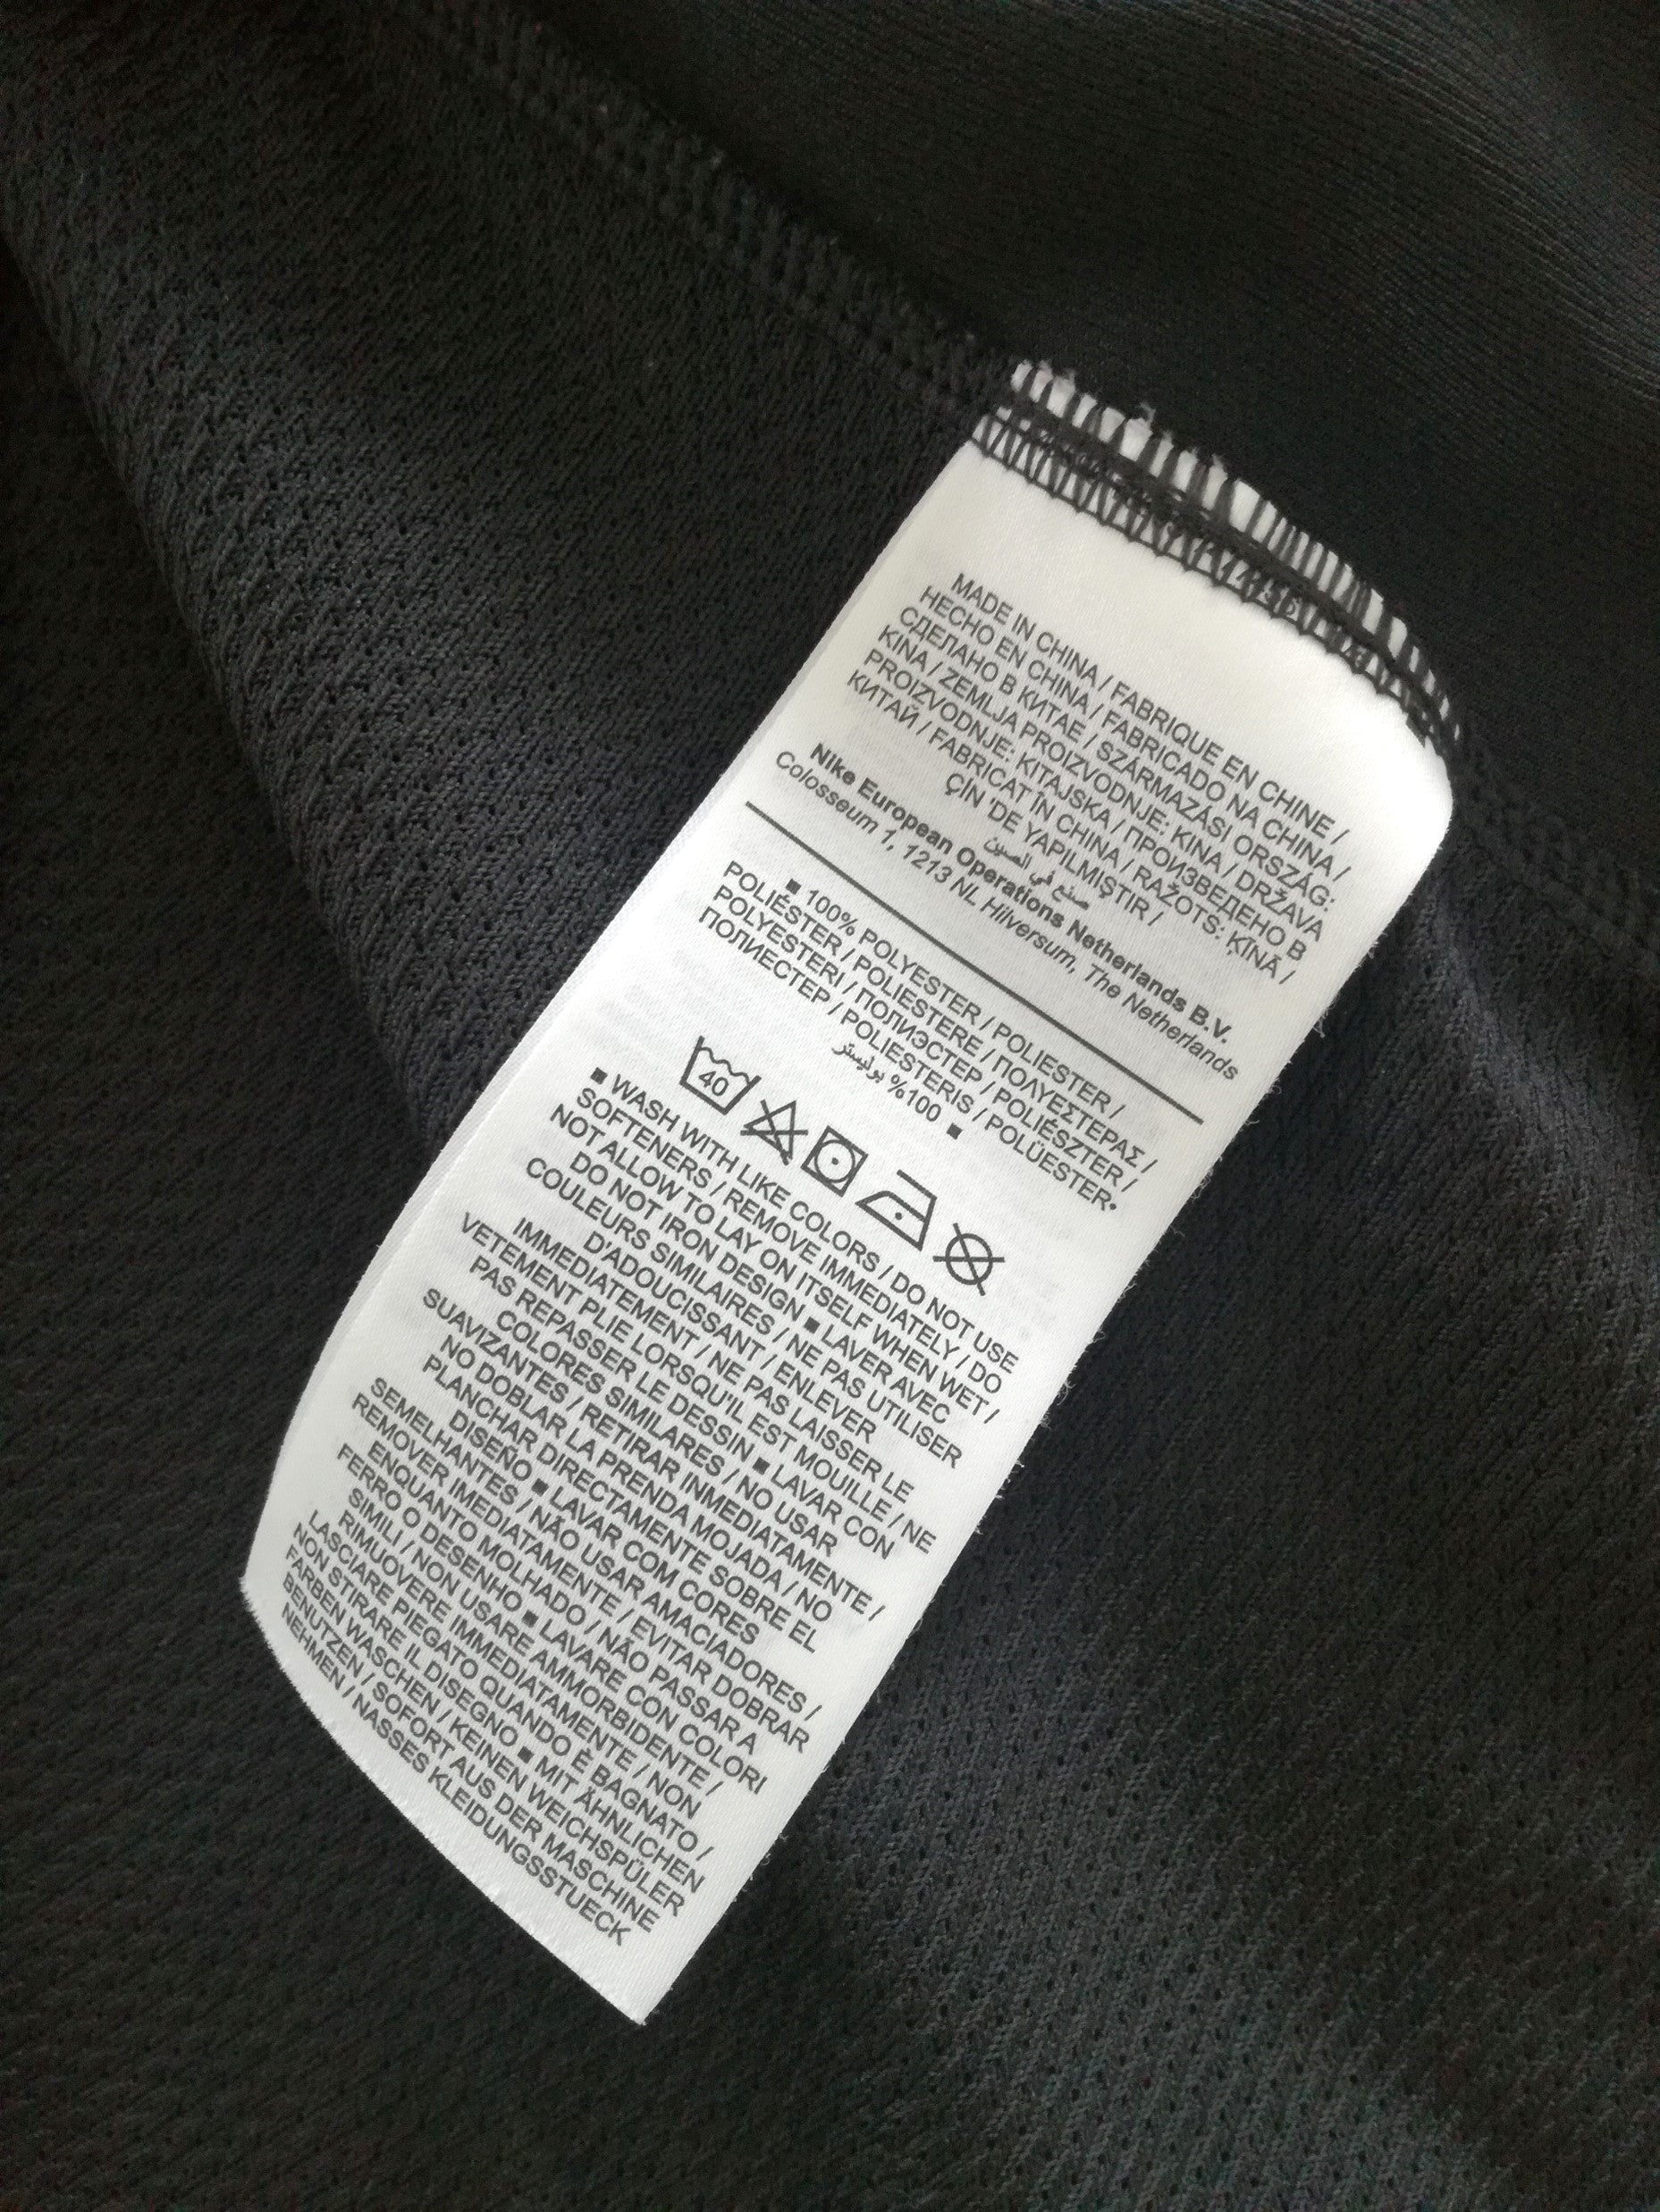 MADE IN CHINA / FABRIQUE EN CHINE /
HECHO EN CHINA / FABRICADO NA CHINA /
СДЕЛАНО В КИТАЕ / SZÁRMAZÁSI ORSZÁG:
KINA / ZEMLJA PROIZVODNJE: KINA / DRŽAVA
PROIZVODNJE: KITAJSKA / ПРОИЗВЕДЕНО В
КИТАЙ / FABRICAT ÎN CHINA / RAŽOTS: ĶĪNĀ /
ÇİN 'DE YAPILMIŞTIR /
صنع في الصين
Nike European Operations Netherlands B.V.
Colosseum 1, 1213 NL Hilversum, The Netherlands
■ 100% POLYESTER / POLIESTER /
POLIÉSTER / POLIESTERE / ΠΟΛΥΕΣΤΕΡΑΣ /
POLYESTERI / ПОЛИЭСТЕР / POLIÉSZTER /
ПОЛИЕСТЕР / POLIESTERIS / POLÜESTER•
100% بوليستر ■
40
■ WASH WITH LIKE COLORS / DO NOT USE
SOFTENERS / REMOVE IMMEDIATELY / DO
NOT ALLOW TO LAY ON ITSELF WHEN WET /
DO NOT IRON DESIGN ■ LAVER AVEC
COULEURS SIMILAIRES / NE PAS UTILISER
D'ADOUCISSANT / ENLEVER
IMMEDIATEMENT / NE PAS LAISSER LE
VETEMENT PLIE LORSQU'IL EST MOUILLE / NE
PAS REPASSER LE DESSIN ■ LAVAR CON
COLORES SIMILARES / NO USAR
SUAVIZANTES / RETIRAR INMEDIATAMENTE /
NO DOBLAR LA PRENDA MOJADA / NO
PLANCHAR DIRECTAMENTE SOBRE EL
DISEÑO ■ LAVAR COM CORES
SEMELHANTES / NÃO USAR AMACIADORES /
REMOVER IMEDIATAMENTE / EVITAR DOBRAR
ENQUANTO MOLHADO / NÃO PASSAR A
FERRO O DESENHO ■ LAVARE CON COLORI
SIMILI / NON USARE AMMORBIDENTE /
RIMUOVERE IMMEDIATAMENTE / NON
LASCIARE PIEGATO QUANDO È BAGNATO /
NON STIRARE IL DISEGNO ■ MIT ÄHNLICHEN
FARBEN WASCHEN / KEINEN WEICHSPÜLER
BENUTZEN / SOFORT AUS DER MASCHINE
NEHMEN / NASSES KLEIDUNGSSTUECK